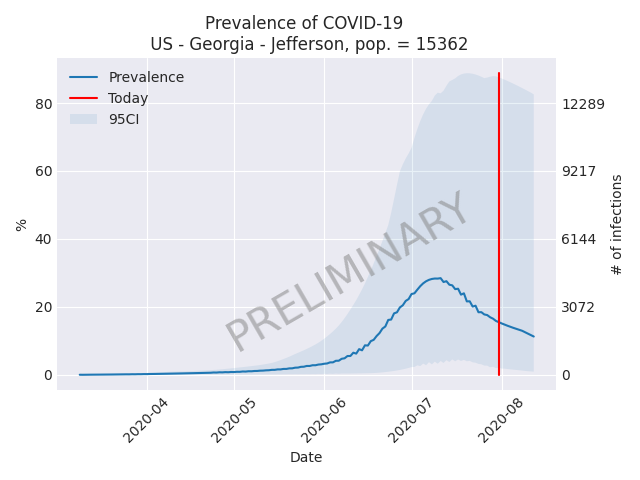 Prevalence of COVID-19
US - Georgia - Jefferson, pop. = 15362
Prevalence
Today
95CI
PRELIMINARY
%
80
60
40
20
0
12289
9217
6144
3072
0
# of infections
2020-04
2020-05
2020-06
2020-07
2020-08
Date